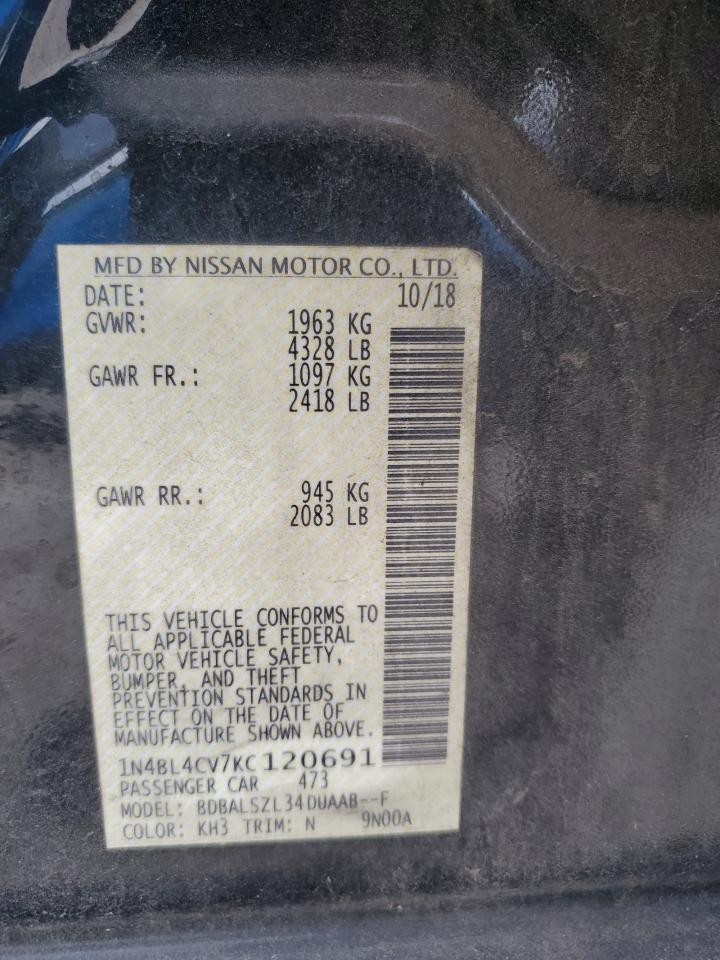 MFD BY NISSAN MOTOR CO., LTD.
DATE: 10/18
GVWR: 1963 KG
4328 LB
GAWR FR.: 1097 KG
2418 LB
GAWR RR.: 945 KG
2083 LB
THIS VEHICLE CONFORMS TO
ALL APPLICABLE FEDERAL
MOTOR VEHICLE SAFETY,
BUMPER, AND THEFT
PREVENTION STANDARDS IN
EFFECT ON THE DATE OF
MANUFACTURE SHOWN ABOVE.
1N4BL4CV7KC120691
PASSENGER CAR 473
MODEL: BDBALSZL34DUAAB--F
COLOR: KH3 TRIM: N 9N00A